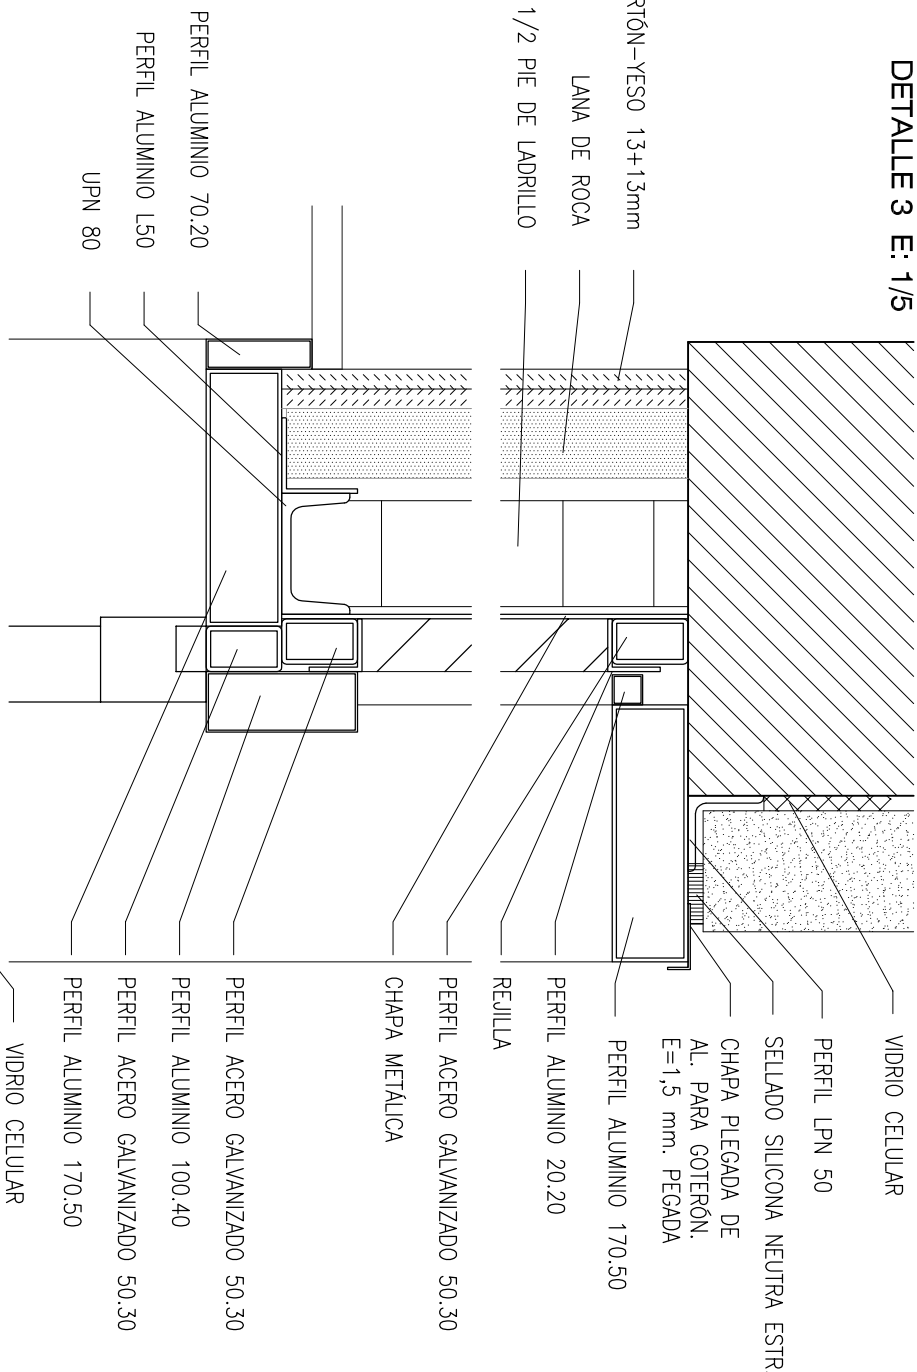 DETALLE 3 E: 1/5
VIDRIO CELULAR
PERFIL LPN 50
SELLADO SILICONA NEUTRA
CHAPA PLEGADA DE
AL. PARA GOTERÓN.
E=1,5 mm. PEGADA
PERFIL ALUMINIO 170.50
PERFIL ALUMINIO 20.20
REJILLA
PERFIL ACERO GALVANIZADO 50.30
CHAPA METÁLICA
PERFIL ACERO GALVANIZADO 50.30
PERFIL ALUMINIO 100.40
PERFIL ACERO GALVANIZADO 50.30
PERFIL ALUMINIO 170.50
VIDRIO CELULAR
13+13mm
LANA DE ROCA
1/2 PIE DE LADRILLO
PERFIL ALUMINIO 70.20
PERFIL ALUMINIO L50
UPN 80